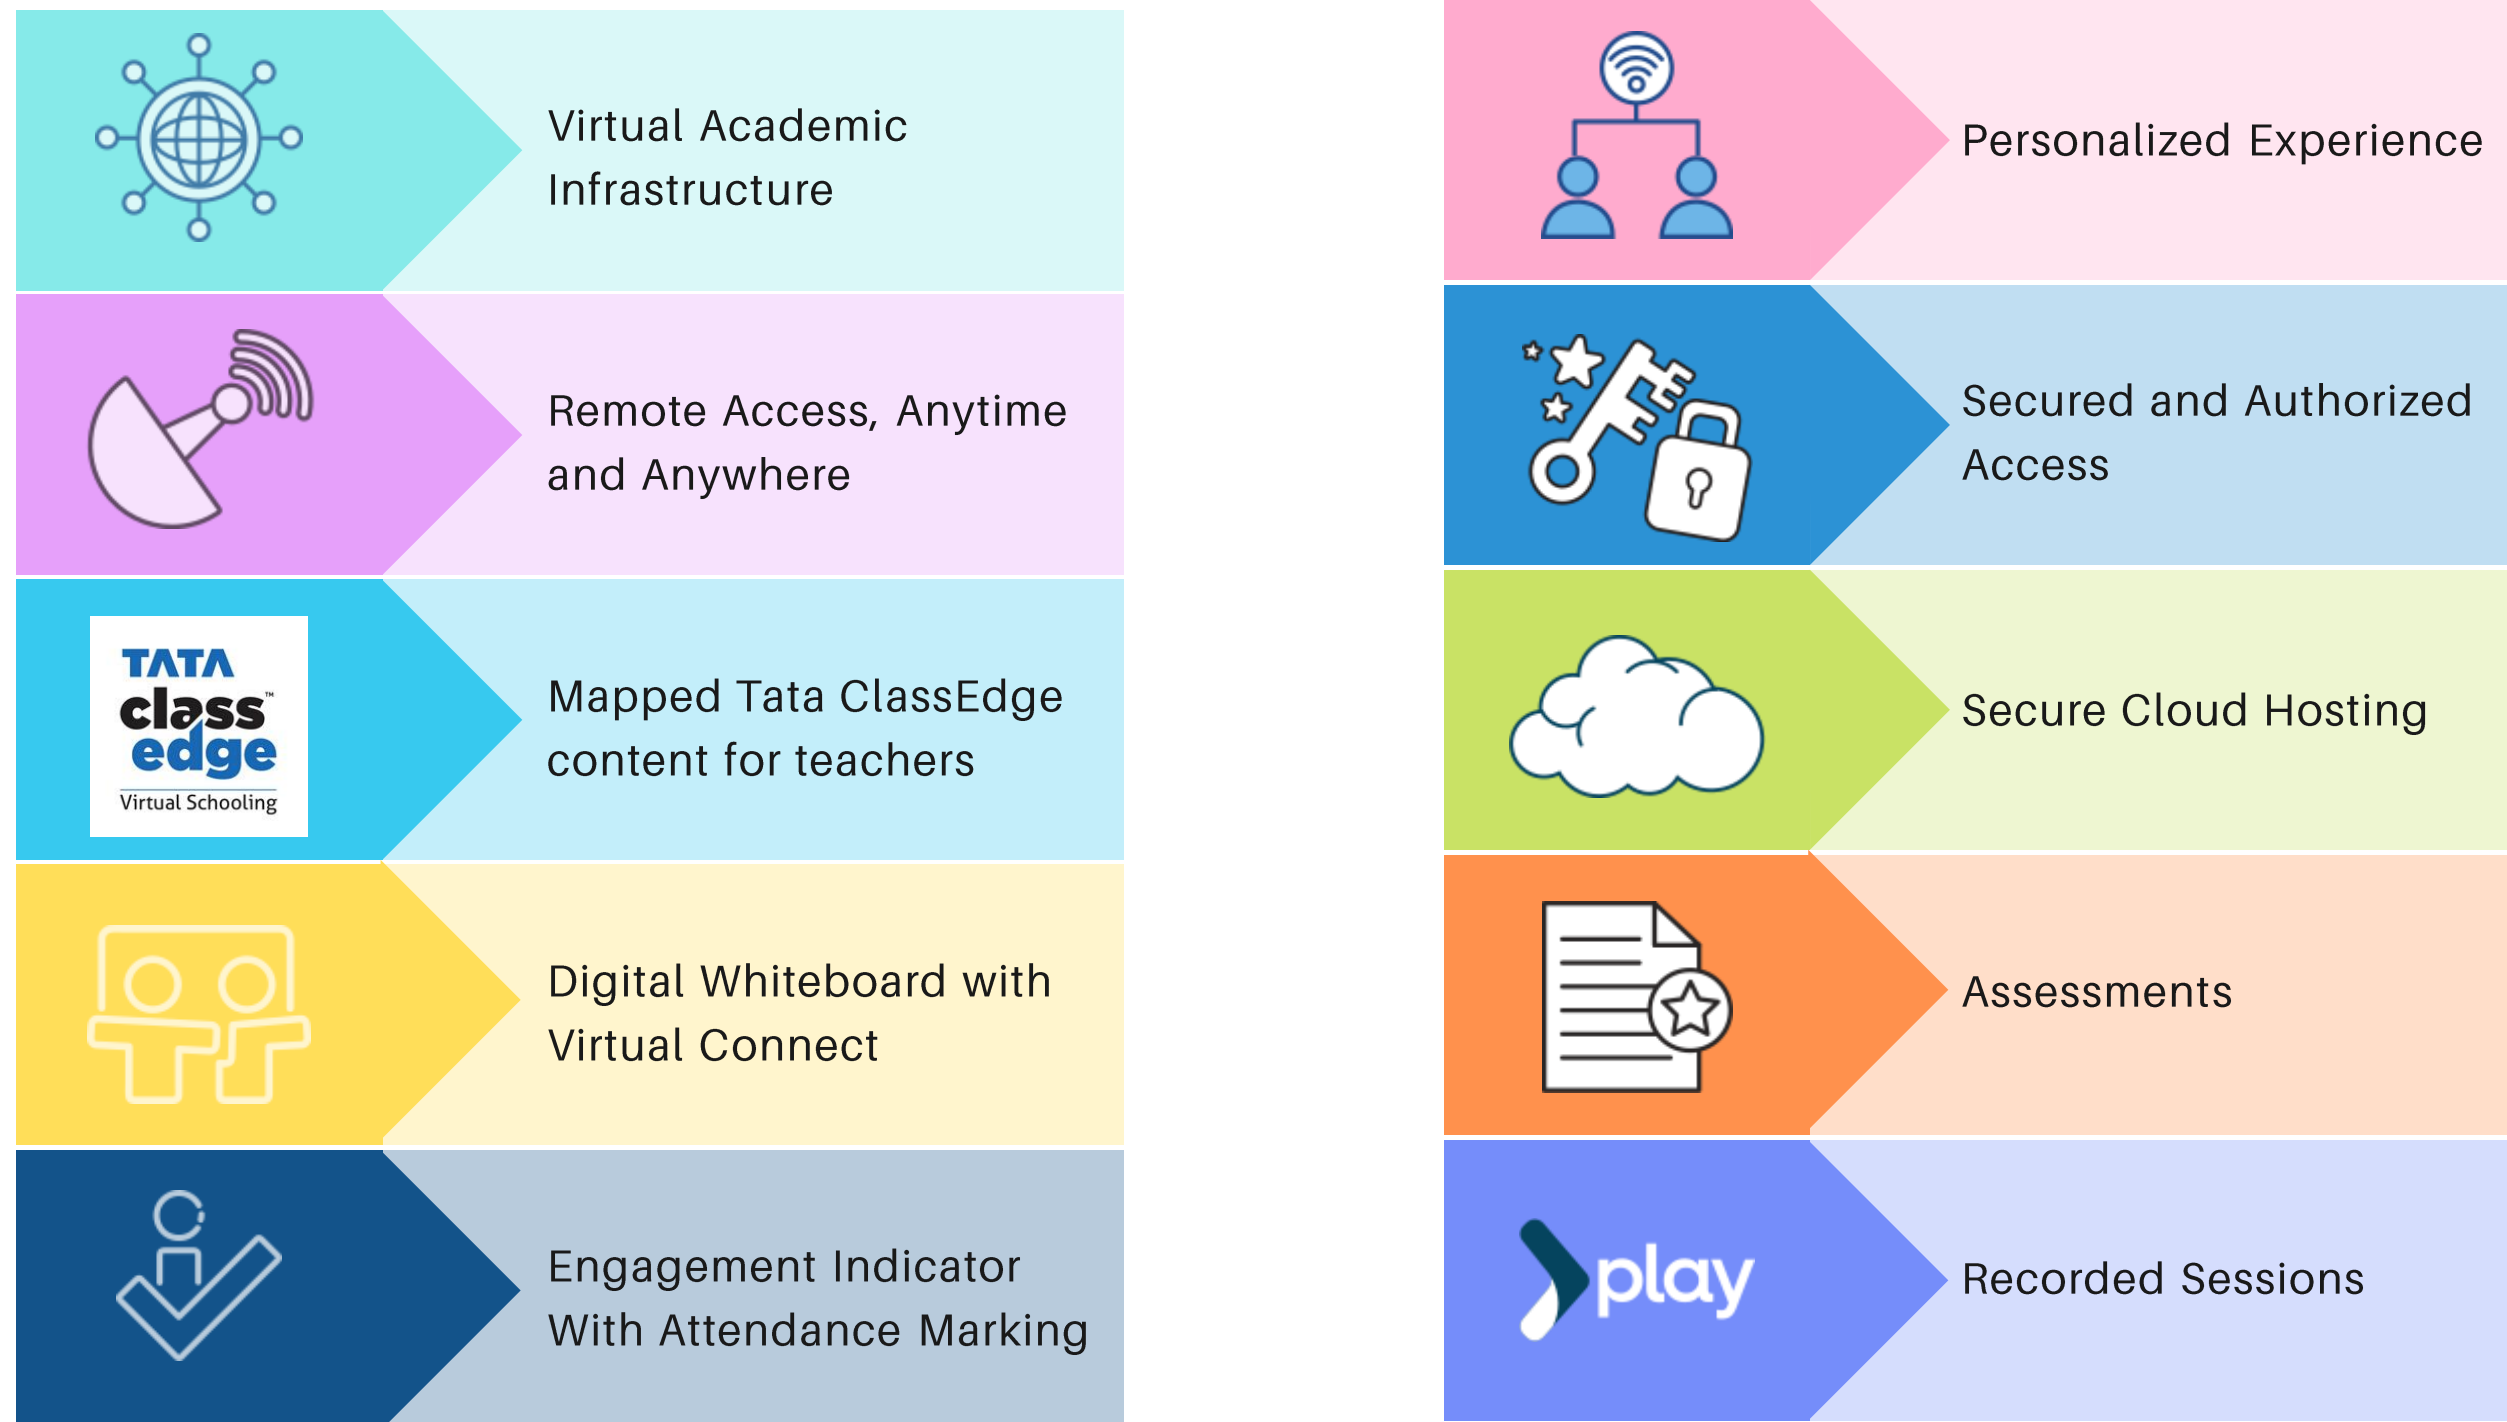 Virtual Academic
Infrastructure
Remote Access, Anytime
and Anywhere
TATA
class™
edge
Virtual Schooling
Mapped Tata ClassEdge
content for teachers
Digital Whiteboard with
Virtual Connect
Engagement Indicator
With Attendance Marking
Personalized Experience
Secured and Authorized
Access
Secure Cloud Hosting
Assessments
play
Recorded Sessions